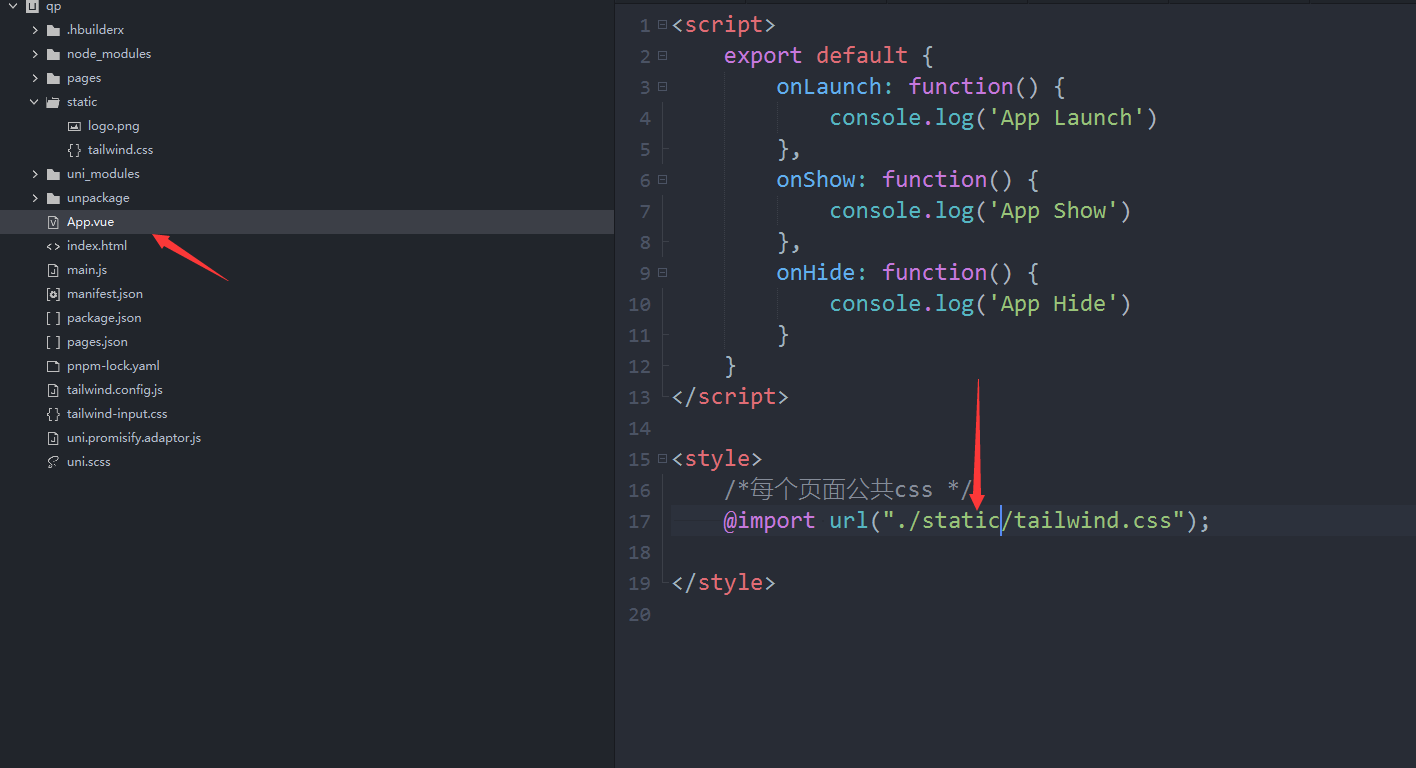 qp
.hbuilderx
node_modules
pages
static
logo.png
tailwind.css
uni_modules
unpackage
App.vue
index.html
main.js
manifest.json
package.json
pages.json
pnpm-lock.yaml
tailwind.config.js
tailwind-input.css
uni.promisify.adaptor.js
uni.scss
1 <script>
2 export default {
3 onLaunch: function() {
4 console.log('App Launch')
5 },
6 onShow: function() {
7 console.log('App Show')
8 },
9 onHide: function() {
10 console.log('App Hide')
11 }
12 }
13 </script>
14
15 <style>
16 /*每个页面公共css */
17 @import url("./static/tailwind.css");
18
19 </style>
20